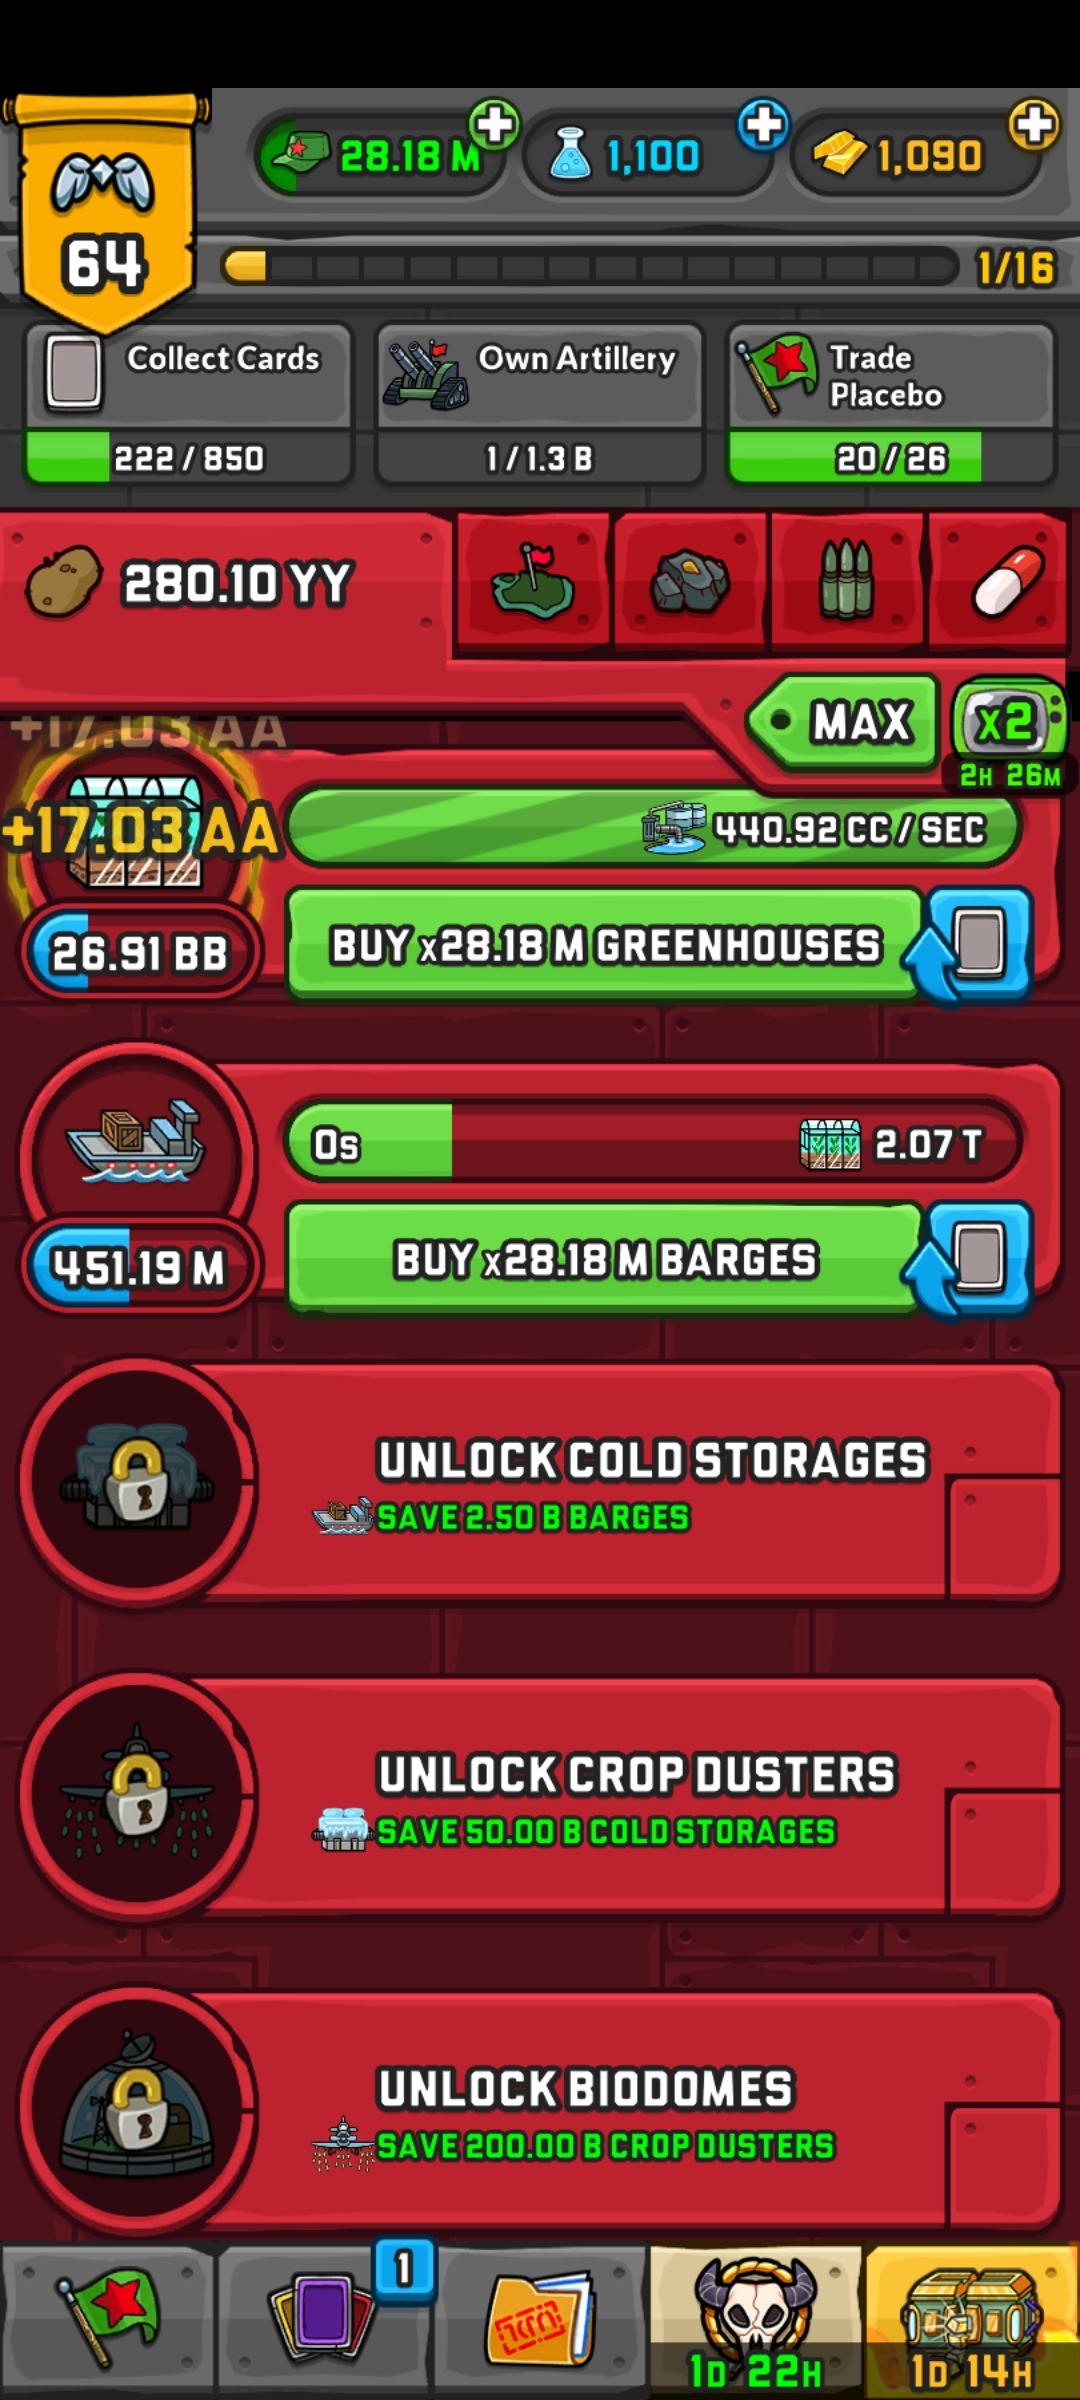 64
28.18 M
1,100
1,090
1/16
Collect Cards
222 / 850
Own Artillery
1 / 1.3 B
Trade
Placebo
20 / 26
280.10 YY
MAX
x2
2H 26M
+17.03 AA
+17.03 AA
440.92 CC / SEC
26.91 BB
BUY x28.18 M GREENHOUSES
0s
2.07 T
451.19 M
BUY x28.18 M BARGES
UNLOCK COLD STORAGES
SAVE 2.50 B BARGES
UNLOCK CROP DUSTERS
SAVE 50.00 B COLD STORAGES
UNLOCK BIODOMES
SAVE 200.00 B CROP DUSTERS
1
1D 22H
1D 14H